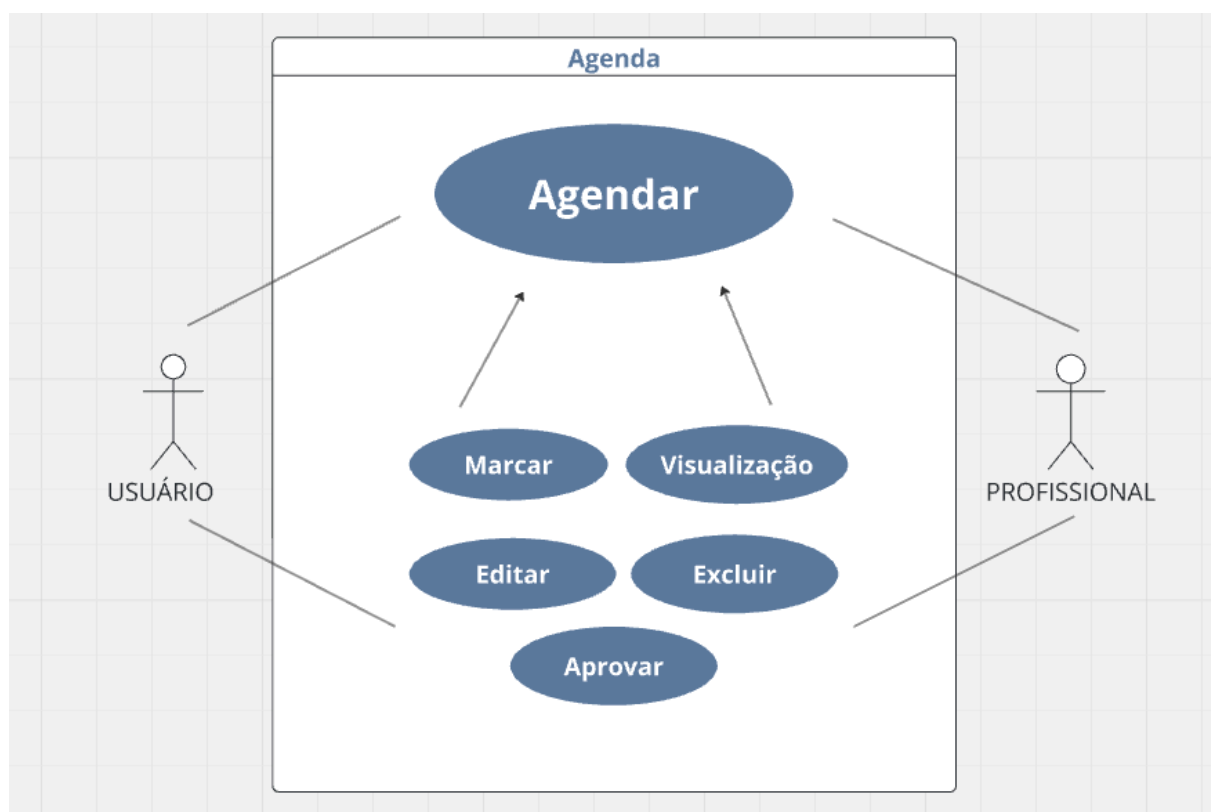 Agenda
Agendar
Marcar
Visualização
USUÁRIO
PROFISSIONAL
Editar
Excluir
Aprovar